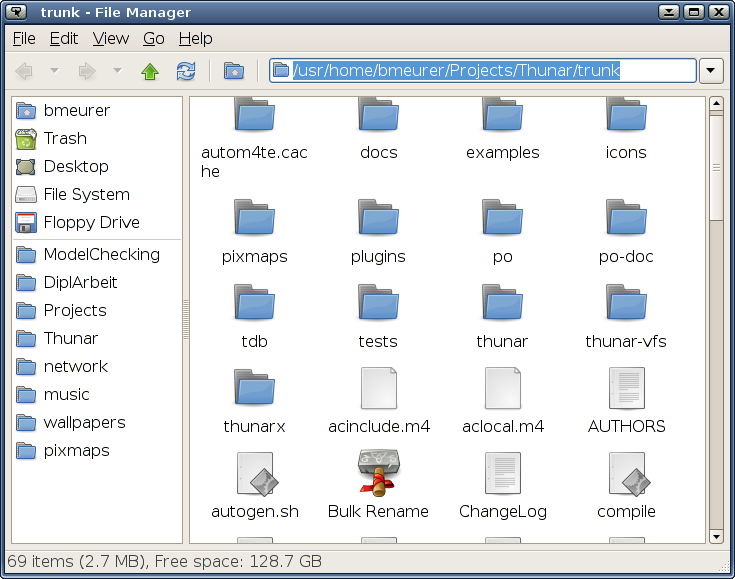 trunk - File Manager
File Edit View Go Help
/usr/home/bmeurer/Projects/Thunar/trunk
bmeurer
Trash
Desktop
File System
Floppy Drive
ModelChecking
DiplArbeit
Projects
Thunar
network
music
wallpapers
pixmaps
autom4te.cac
he
docs
examples
icons
pixmaps
plugins
po
po-doc
tdb
tests
thunar
thunar-vfs
thunarx
acinclude.m4
aclocal.m4
AUTHORS
autogen.sh
Bulk Rename
ChangeLog
compile
69 items (2.7 MB), Free space: 128.7 GB